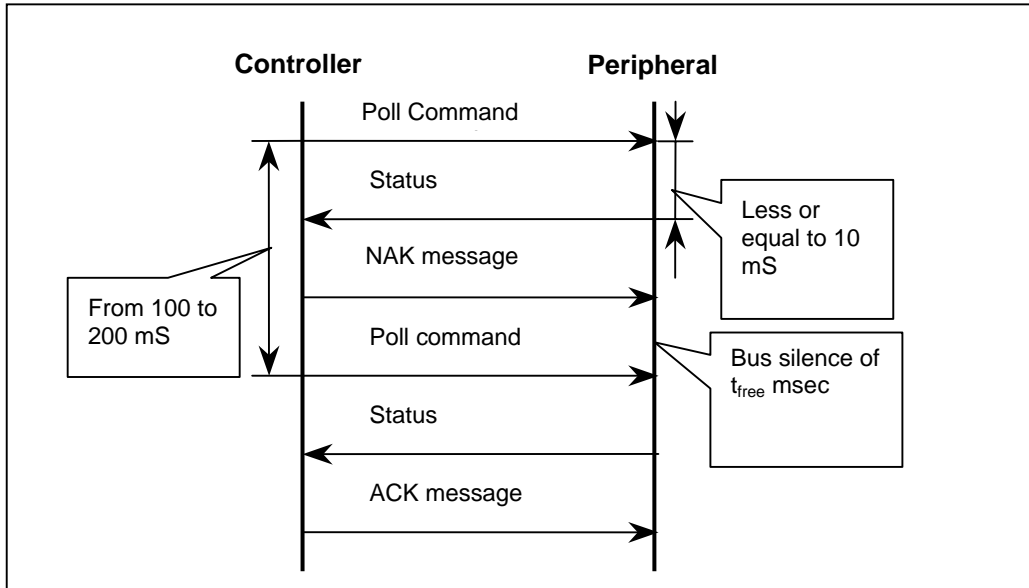 Controller
Peripheral
Poll Command
Status
Less or
equal to 10
mS
NAK message
From 100 to
200 mS
Poll command
Bus silence of
tfree msec
Status
ACK message